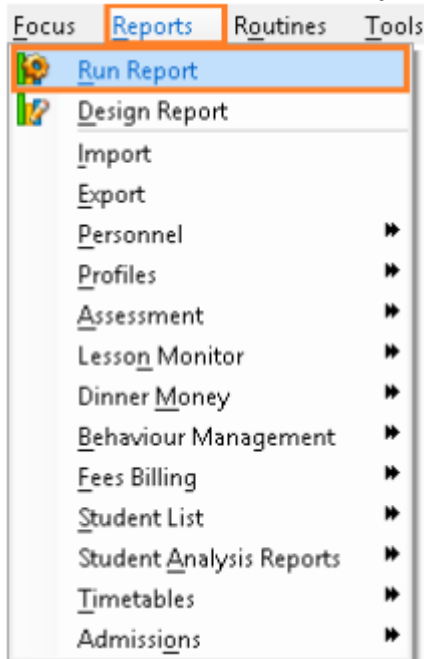 Focus Reports Routines Tools
Run Report
Design Report
Import
Export
Personnel
Profiles
Assessment
Lesson Monitor
Dinner Money
Behaviour Management
Fees Billing
Student List
Student Analysis Reports
Timetables
Admissions